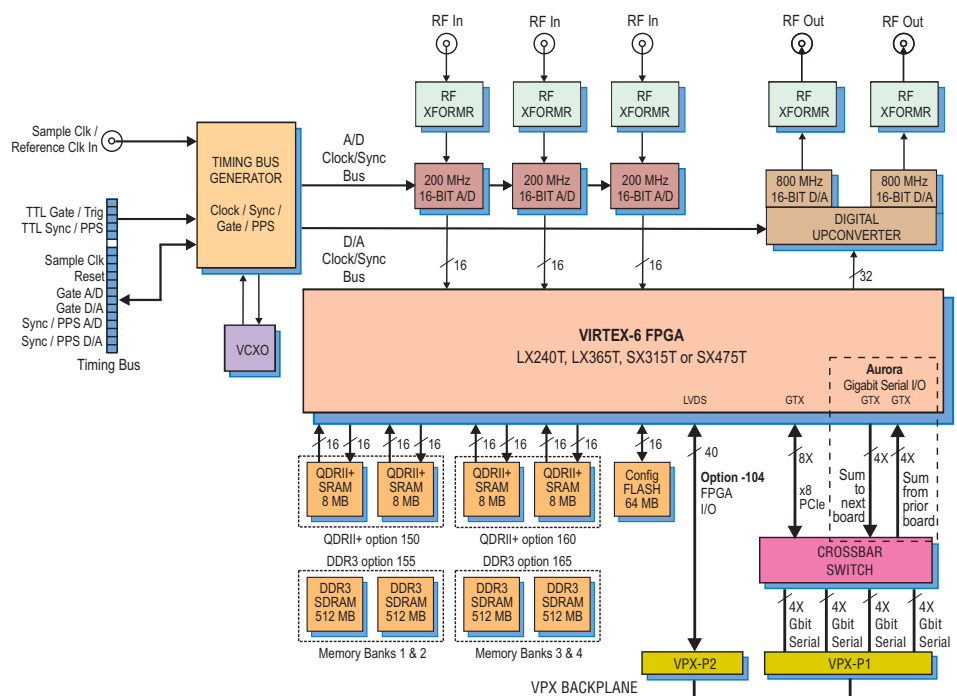 RF In
RF In
RF In
RF Out
RF Out
RF
XFORMR
RF
XFORMR
RF
XFORMR
RF
XFORMR
RF
XFORMR
Sample Clk /
Reference Clk In
TIMING BUS
GENERATOR
Clock / Sync /
Gate / PPS
A/D
Clock/Sync
Bus
200 MHz
16-BIT A/D
200 MHz
16-BIT A/D
200 MHz
16-BIT A/D
800 MHz
16-BIT D/A
800 MHz
16-BIT D/A
DIGITAL
UPCONVERTER
TTL Gate / Trig
TTL Sync / PPS
Sample Clk
Reset
Gate A/D
Gate D/A
Sync / PPS A/D
Sync / PPS D/A
Timing Bus
D/A
Clock/Sync
Bus
16
16
16
32
VCXO
VIRTEX-6 FPGA
LX240T, LX365T, SX315T or SX475T
Aurora
Gigabit Serial I/O
LVDS
GTX
GTX
GTX
16
16
16
16
16
16
16
16
16
40
8X
4X
4X
QDRII+
SRAM
8 MB
QDRII+
SRAM
8 MB
QDRII+
SRAM
8 MB
QDRII+
SRAM
8 MB
Config
FLASH
64 MB
Option -104
FPGA
I/O
x8
PCIe
Sum
to
next
board
Sum
from
prior
board
QDRII+ option 150
QDRII+ option 160
DDR3 option 155
DDR3 option 165
CROSSBAR
SWITCH
DDR3
SDRAM
512 MB
DDR3
SDRAM
512 MB
DDR3
SDRAM
512 MB
DDR3
SDRAM
512 MB
4X
Gbit
Serial
4X
Gbit
Serial
4X
Gbit
Serial
4X
Gbit
Serial
Memory Banks 1 & 2
Memory Banks 3 & 4
VPX-P2
VPX-P1
VPX BACKPLANE